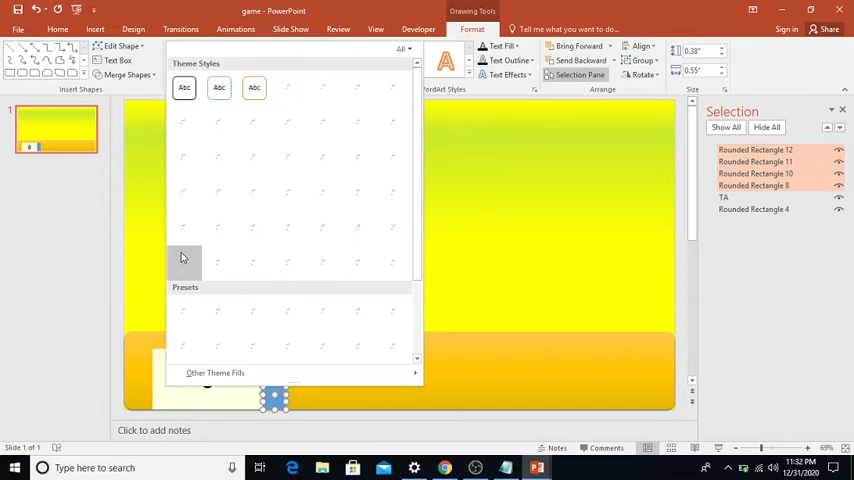 game - PowerPoint
Drawing Tools
File Home Insert Design Transitions Animations Slide Show Review View Developer Format Tell me what you want to do... Sign in Share
Edit Shape
Text Box
Merge Shapes
Insert Shapes
All
Theme Styles
Abc Abc Abc
Presets
Other Theme Fills
A
Text Fill
Text Outline
Text Effects
WordArt Styles
Bring Forward
Send Backward
Selection Pane
Align
Group
Rotate
Arrange
0.38"
0.55"
Size
1
0
Selection
Show All Hide All
Rounded Rectangle 12
Rounded Rectangle 11
Rounded Rectangle 10
Rounded Rectangle 8
TA
Rounded Rectangle 4
Click to add notes
Slide 1 of 1
Notes Comments 69%
Type here to search
11:32 PM
12/31/2020